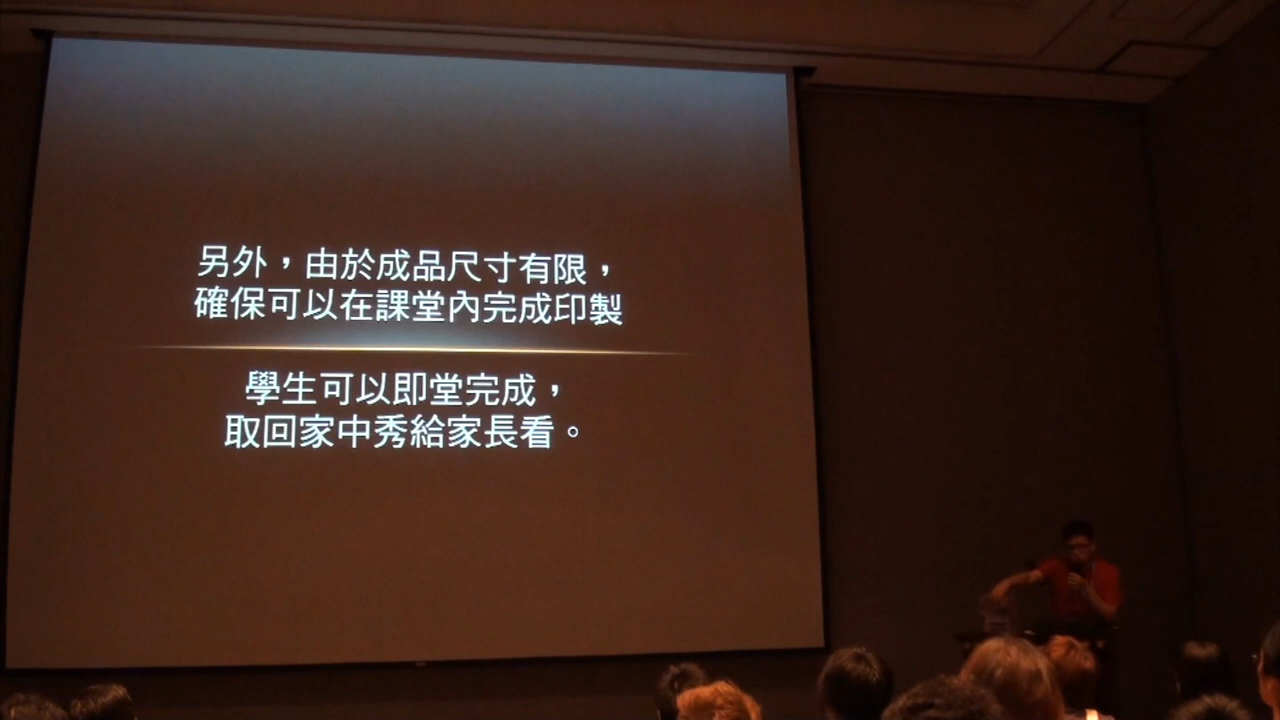 另外，由於成品尺寸有限，
確保可以在課堂內完成印製
學生可以即堂完成，
取回家中秀給家長看。